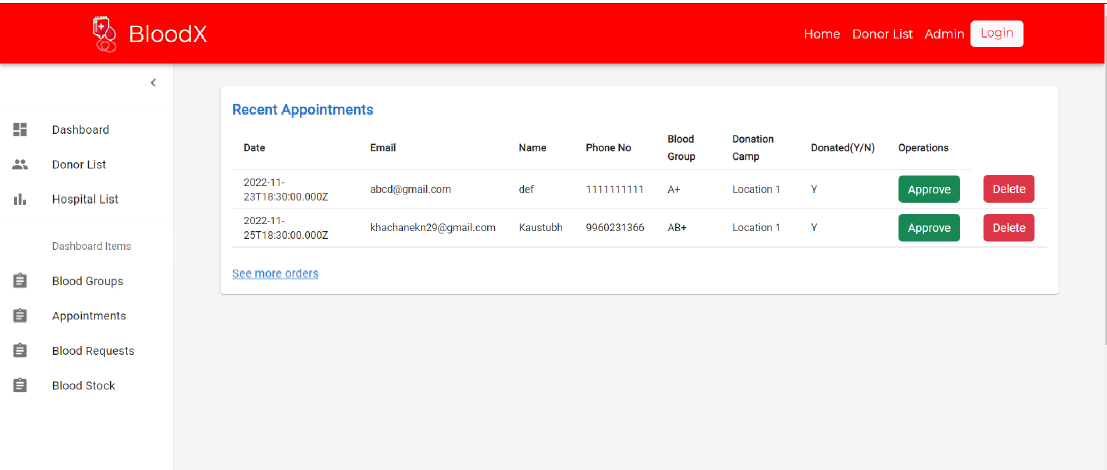 BloodX
Home Donor List Admin Login
Dashboard
Donor List
Hospital List
Dashboard Items
Blood Groups
Appointments
Blood Requests
Blood Stock
Recent Appointments
Date Email Name Phone No Blood Group Donation Camp Donated(Y/N) Operations
2022-11-
23T18:30:00.000Z abcd@gmail.com def 1111111111 A+ Location 1 Y Approve Delete
2022-11-
25T18:30:00.000Z khachanekn29@gmail.com Kaustubh 9960231366 AB+ Location 1 Y Approve Delete
See more orders